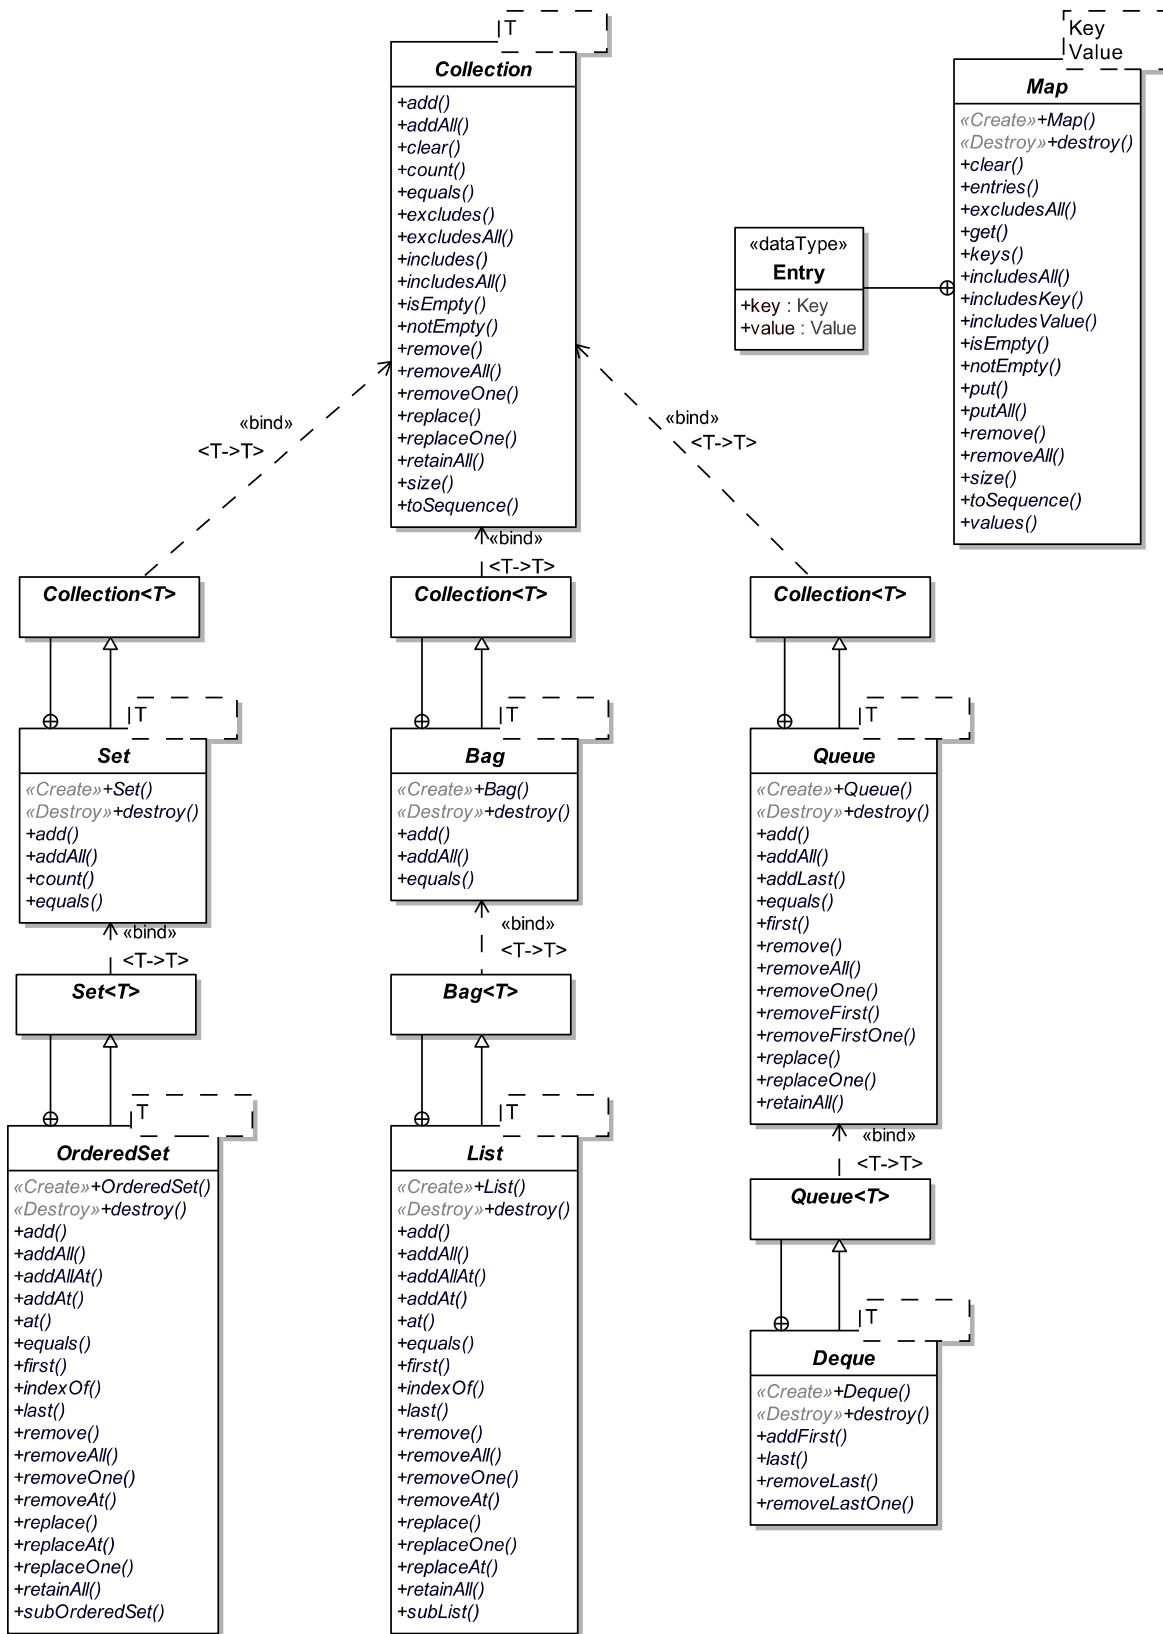 T
Collection
+add()
+addAll()
+clear()
+count()
+equals()
+excludes()
+excludesAll()
+includes()
+includesAll()
+isEmpty()
+notEmpty()
+remove()
+removeAll()
+removeOne()
+replace()
+replaceOne()
+retainAll()
+size()
+toSequence()
Key
Value
Map
«Create»+Map()
«Destroy»+destroy()
+clear()
+entries()
+excludesAll()
+get()
+keys()
+includesAll()
+includesKey()
+includesValue()
+isEmpty()
+notEmpty()
+put()
+putAll()
+remove()
+removeAll()
+size()
+toSequence()
+values()
«dataType»
Entry
+key : Key
+value : Value
«bind»
<T->T>
«bind»
<T->T>
«bind»
<T->T>
Collection<T>
Collection<T>
Collection<T>
T
Set
«Create»+Set()
«Destroy»+destroy()
+add()
+addAll()
+count()
+equals()
T
Bag
«Create»+Bag()
«Destroy»+destroy()
+add()
+addAll()
+equals()
T
Queue
«Create»+Queue()
«Destroy»+destroy()
+add()
+addAll()
+addLast()
+equals()
+first()
+remove()
+removeAll()
+removeOne()
+removeFirst()
+removeFirstOne()
+replace()
+replaceOne()
+retainAll()
«bind»
<T->T>
Set<T>
«bind»
<T->T>
Bag<T>
«bind»
<T->T>
Queue<T>
T
OrderedSet
«Create»+OrderedSet()
«Destroy»+destroy()
+add()
+addAll()
+addAllAt()
+addAt()
+at()
+equals()
+first()
+indexOf()
+last()
+remove()
+removeAll()
+removeOne()
+removeAt()
+replace()
+replaceAt()
+replaceOne()
+retainAll()
+subOrderedSet()
T
List
«Create»+List()
«Destroy»+destroy()
+add()
+addAll()
+addAllAt()
+addAt()
+at()
+equals()
+first()
+indexOf()
+last()
+remove()
+removeAll()
+removeOne()
+removeAt()
+replace()
+replaceOne()
+replaceAt()
+retainAll()
+subList()
T
Deque
«Create»+Deque()
«Destroy»+destroy()
+addFirst()
+last()
+removeLast()
+removeLastOne()